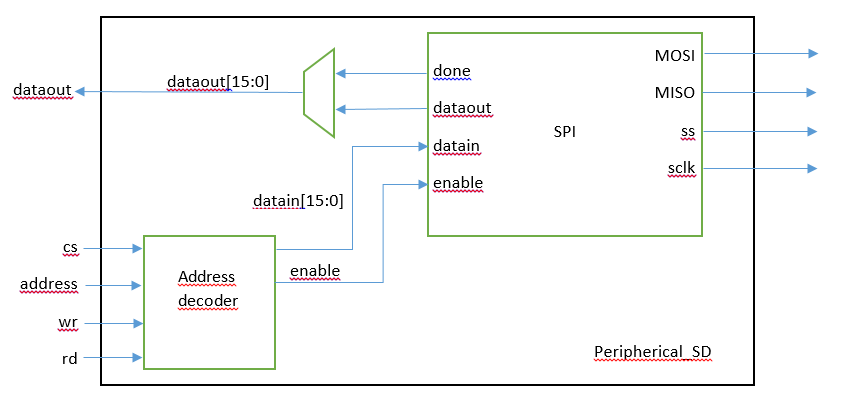 dataout
dataout[15:0]
done
dataout
datain
enable
SPI
MOSI
MISO
ss
sclk
datain[15:0]
enable
cs
address
wr
rd
Address
decoder
Peripherical_SD